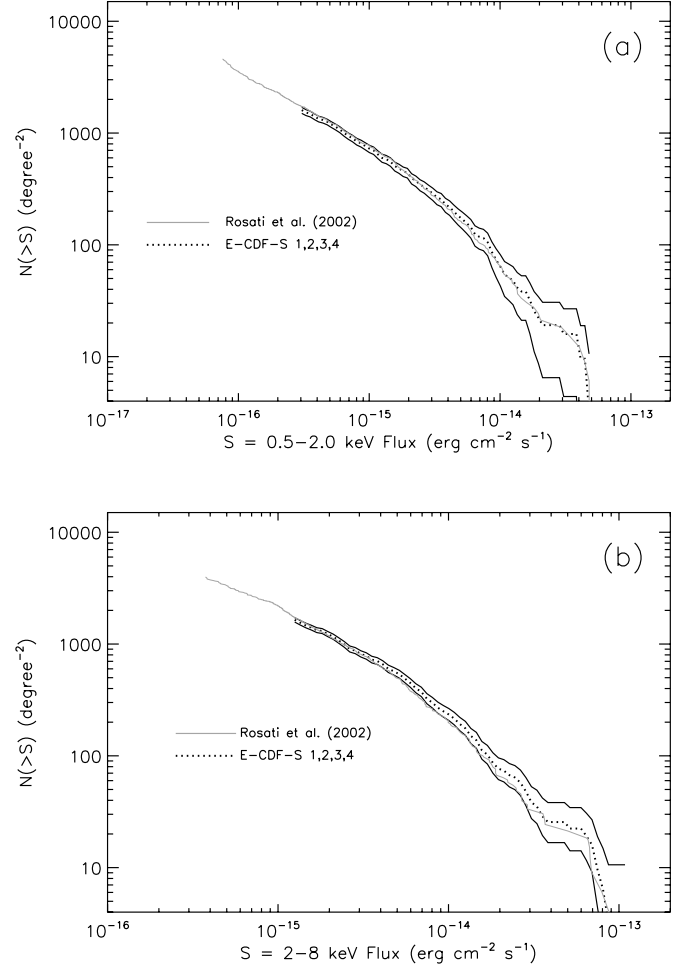 (a)
10000
1000
100
10
N(>S) (degree⁻²)
Rosati et al. (2002)
E−CDF−S 1,2,3,4
10⁻¹⁷ 10⁻¹⁶ 10⁻¹⁵ 10⁻¹⁴ 10⁻¹³
S = 0.5−2.0 keV Flux (erg cm⁻² s⁻¹)
(b)
10000
1000
100
10
N(>S) (degree⁻²)
Rosati et al. (2002)
E−CDF−S 1,2,3,4
10⁻¹⁶ 10⁻¹⁵ 10⁻¹⁴ 10⁻¹³
S = 2−8 keV Flux (erg cm⁻² s⁻¹)